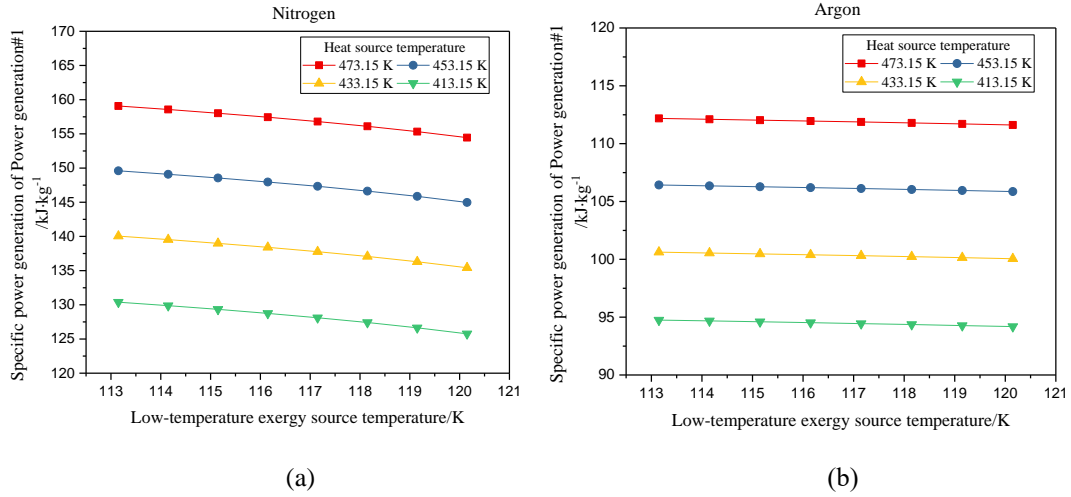 Nitrogen
Specific power generation of Power generation#1
/kJ·kg-1
170
165
160
155
150
145
140
135
130
125
120
Heat source temperature
473.15 K 453.15 K
433.15 K 413.15 K
113 114 115 116 117 118 119 120 121
Low-temperature exergy source temperature/K
(a)
Argon
Specific power generation of Power generation#1
/kJ·kg-1
120
115
110
105
100
95
90
Heat source temperature
473.15 K 453.15 K
433.15 K 413.15 K
113 114 115 116 117 118 119 120 121
Low-temperature exergy source temperature/K
(b)